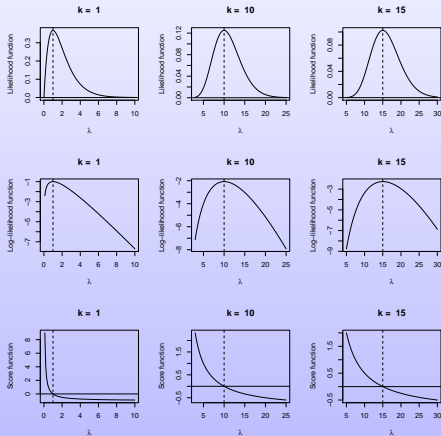 k = 1
k = 10
k = 15
Likelihood function
0.0 0.1 0.2 0.3
0 2 4 6 8 10
λ
Likelihood function
0.00 0.04 0.08 0.12
5 10 15 20 25
λ
Likelihood function
0.00 0.04 0.08
5 10 15 20 25 30
λ
k = 1
k = 10
k = 15
Log−likelihood function
−7 −5 −3 −1
0 2 4 6 8 10
λ
Log−likelihood function
−8 −6 −4 −2
5 10 15 20 25
λ
Log−likelihood function
−9 −7 −5 −3
5 10 15 20 25 30
λ
k = 1
k = 10
k = 15
Score function
0 2 4 6 8
0 2 4 6 8 10
λ
Score function
−0.5 0.5 1.5
5 10 15 20 25
λ
Score function
−0.5 0.5 1.5
5 10 15 20 25 30
λ